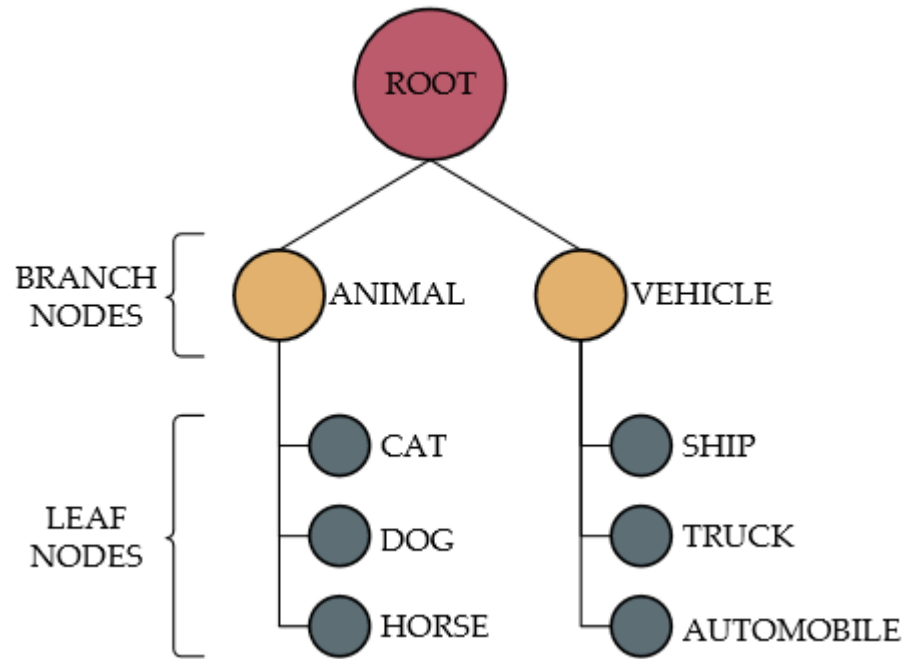 ROOT
BRANCH
NODES
ANIMAL
VEHICLE
LEAF
NODES
CAT
SHIP
DOG
TRUCK
HORSE
AUTOMOBILE